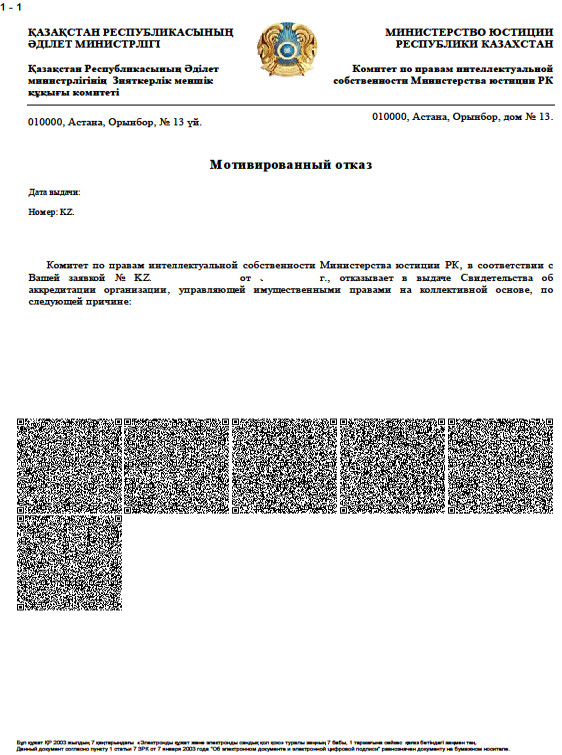 1 - 1
ҚАЗАҚСТАН РЕСПУБЛИКАСЫНЫҢ
ӘДІЛЕТ МИНИСТРЛІГІ
Қазақстан Республикасының Әділет
министрлігінің Зияткерлік меншік
құқығы комитеті
МИНИСТЕРСТВО ЮСТИЦИИ
РЕСПУБЛИКИ КАЗАХСТАН
Комитет по правам интеллектуальной
собственности Министерства юстиции РК
010000, Астана, Орынбор, № 13 үй.
010000, Астана, Орынбор, дом № 13.
Мотивированный отказ
Дата выдачи:
Номер: KZ.
Комитет по правам интеллектуальной собственности Министерства юстиции РК, в соответствии с
Вашей заявкой № KZ. от . г., отказывает в выдаче Свидетельства об
аккредитации организации, управляющей имущественными правами на коллективной основе, по
следующей причине:
Бұл құжат ҚР 2003 жылдың 7 қаңтарындағы «Электронды құжат және электронды сандық қол қою» туралы заңның 7 бабы, 1 тармағына сәйкес қағаз бетіндегі заңмен тең.
Данный документ согласно пункту 1 статьи 7 ЗРК от 7 января 2003 года "Об электронном документе и электронной цифровой подписи" равнозначен документу на бумажном носителе.